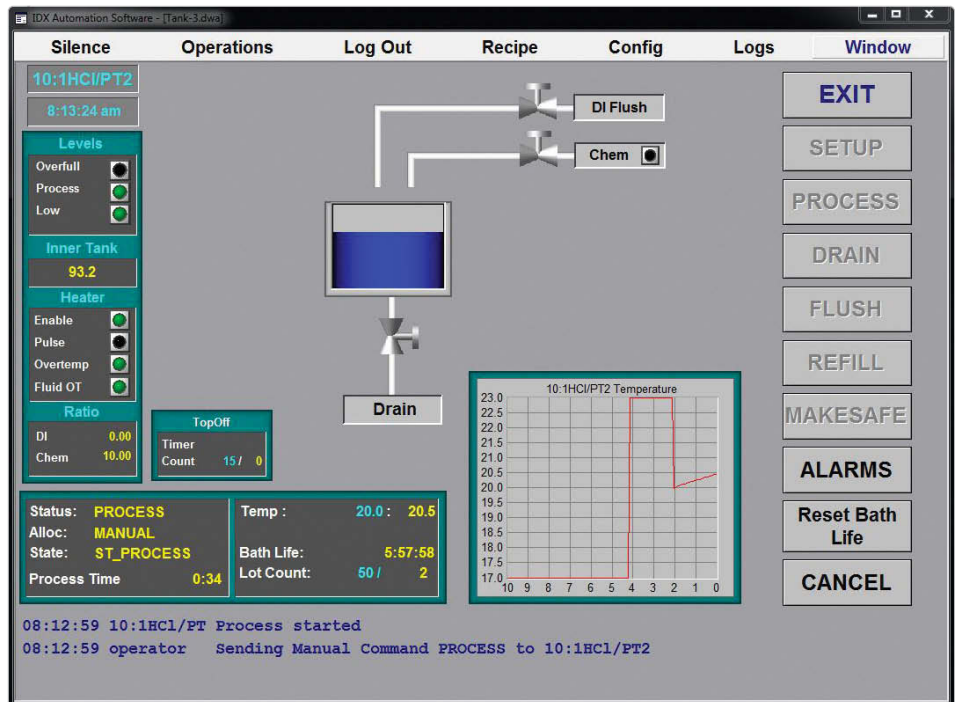 IDX Automation Software - [Tank-3.dwa]
Silence Operations Log Out Recipe Config Logs Window
10:1HCl/PT2
8:13:24 am
Levels
Overfull
Process
Low
Inner Tank
93.2
Heater
Enable
Pulse
Overtemp
Fluid OT
Ratio
DI 0.00
Chem 10.00
TopOff
Timer
Count 15 / 0
DI Flush
Chem
Drain
10:1HCl/PT2 Temperature
23.0
22.5
22.0
21.5
21.0
20.5
20.0
19.5
19.0
18.5
18.0
17.5
17.0
10 9 8 7 6 5 4 3 2 1 0
EXIT
SETUP
PROCESS
DRAIN
FLUSH
REFILL
MAKESAFE
ALARMS
Reset Bath
Life
CANCEL
Status: PROCESS
Alloc: MANUAL
State: ST_PROCESS
Process Time 0:34
Temp : 20.0 : 20.5
Bath Life: 5:57:58
Lot Count: 50 / 2
08:12:59 10:1HCl/PT Process started
08:12:59 operator Sending Manual Command PROCESS to 10:1HCl/PT2